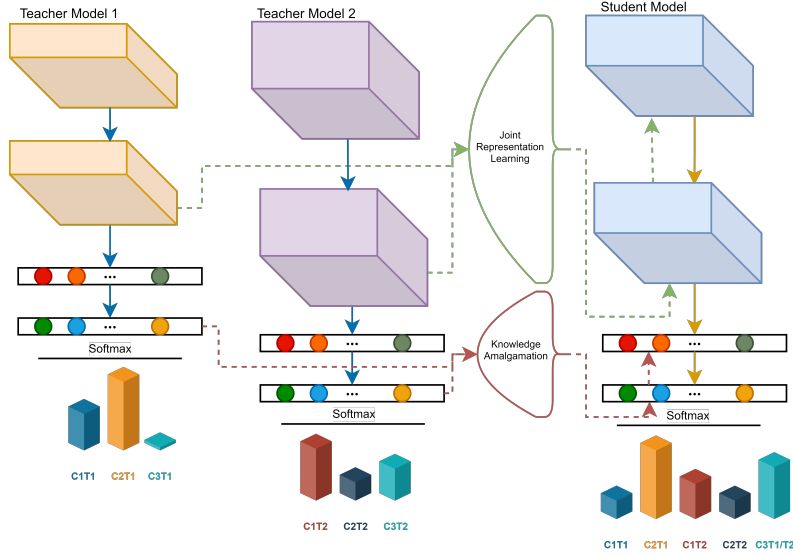 Teacher Model 1
Teacher Model 2
Student Model
Joint
Representation
Learning
...
...
Softmax
C1T1
C2T1
C3T1
...
...
Softmax
C1T2
C2T2
C3T2
Knowledge
Amalgamation
...
...
Softmax
C1T1
C2T1
C1T2
C2T2
C3T1/T2